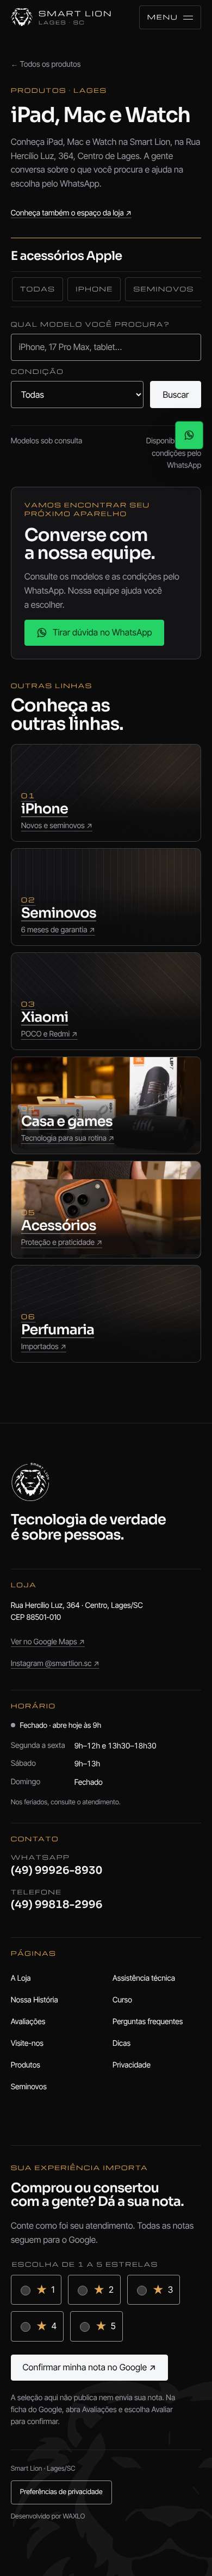 SMART LION
LAGES · SC
MENU
← Todos os produtos
PRODUTOS · LAGES
iPad, Mac e Watch
Conheça iPad, Mac e Watch na Smart Lion, na Rua
Hercílio Luz, 364, Centro de Lages. A gente
conversa sobre o que você procura e ajuda na
escolha pelo WhatsApp.
Conheça também o espaço da loja ↗
E acessórios Apple
TODAS
IPHONE
SEMINOVOS
QUAL MODELO VOCÊ PROCURA?
iPhone, 17 Pro Max, tablet...
CONDIÇÃO
Todas
Buscar
Modelos sob consulta
condições pelo
WhatsApp
VAMOS ENCONTRAR SEU
PRÓXIMO APARELHO
Converse com
a nossa equipe.
Consulte os modelos e as condições pelo
WhatsApp. Nossa equipe ajuda você
a escolher.
Tirar dúvida no WhatsApp
OUTRAS LINHAS
Conheça as
outras linhas.
01
iPhone
Novos e seminovos ↗
02
Seminovos
6 meses de garantia ↗
03
Xiaomi
POCO e Redmi ↗
Casa e games
Tecnologia para sua rotina ↗
05
Acessórios
Proteção e praticidade ↗
06
Perfumaria
Importados ↗
Tecnologia de verdade
é sobre pessoas.
LOJA
Rua Hercílio Luz, 364 · Centro, Lages/SC
CEP 88501-010
Ver no Google Maps ↗
Instagram @smartlion.sc ↗
HORÁRIO
Fechado · abre hoje às 9h
Segunda a sexta 9h–12h e 13h30–18h30
Sábado 9h–13h
Domingo Fechado
Nos feriados, consulte o atendimento.
CONTATO
WHATSAPP
(49) 99926-8930
TELEFONE
(49) 99818-2996
PÁGINAS
A Loja
Assistência técnica
Nossa História
Curso
Avaliações
Perguntas frequentes
Visite-nos
Dicas
Produtos
Privacidade
Seminovos
SUA EXPERIÊNCIA IMPORTA
Comprou ou consertou
com a gente? Dá a sua nota.
Conte como foi seu atendimento. Todas as notas
seguem para o Google.
ESCOLHA DE 1 A 5 ESTRELAS
★ 1
★ 2
★ 3
★ 4
★ 5
Confirmar minha nota no Google ↗
A seleção aqui não publica nem envia sua nota. Na
ficha do Google, abra Avaliações e escolha Avaliar
para confirmar.
Smart Lion · Lages/SC
Preferências de privacidade
Desenvolvido por WAXLO